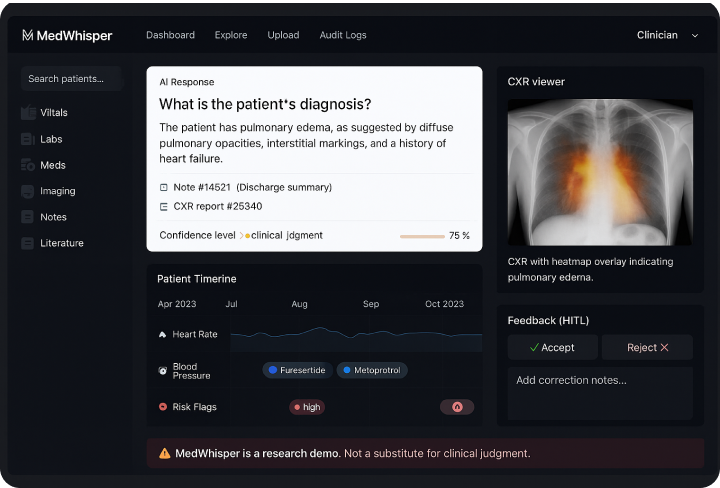 MedWhisper
Dashboard Explore Upload Audit Logs
Clinician
Search patients...
Viltals
Labs
Meds
Imaging
Notes
Literature
AI Response
What is the patient's diagnosis?
The patient has pulmonary edema, as suggested by diffuse
pulmonary opacities, interstitial markings, and a history of
heart failure.
Note #14521 (Discharge summary)
CXR report #25340
Confidence level clinical jdgment 75 %
CXR viewer
CXR with heatmap overlay indicating
pulmonary edema.
Patient Timerine
Apr 2023 Jul Aug Sep Oct 2023
Heart Rate
Blood
Pressure
Furesertide Metoprotrol
Risk Flags
high
Feedback (HITL)
✓ Accept Reject ✕
Add correction notes...
MedWhisper is a research demo. Not a substitute for clinical judgment.